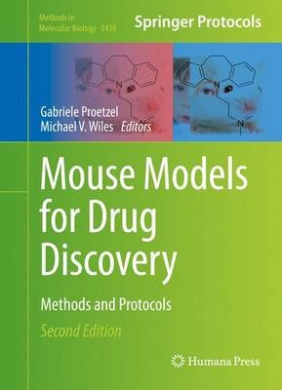 Methods in
Molecular Biology 1438
Springer Protocols
Gabriele Proetzel
Michael V. Wiles Editors
Mouse Models
for Drug
Discovery
Methods and Protocols
Second Edition
Humana Press